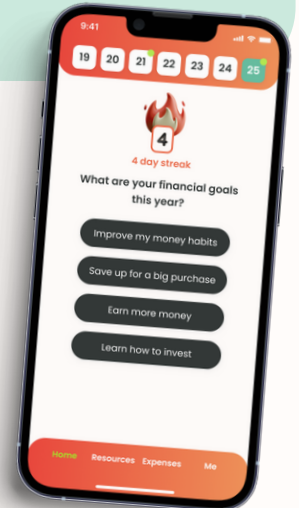 9:41
19 20 21 22 23 24 25
4
4 day streak
What are your financial goals
this year?
Improve my money habits
Save up for a big purchase
Earn more money
Learn how to invest
Home Resources Expenses Me